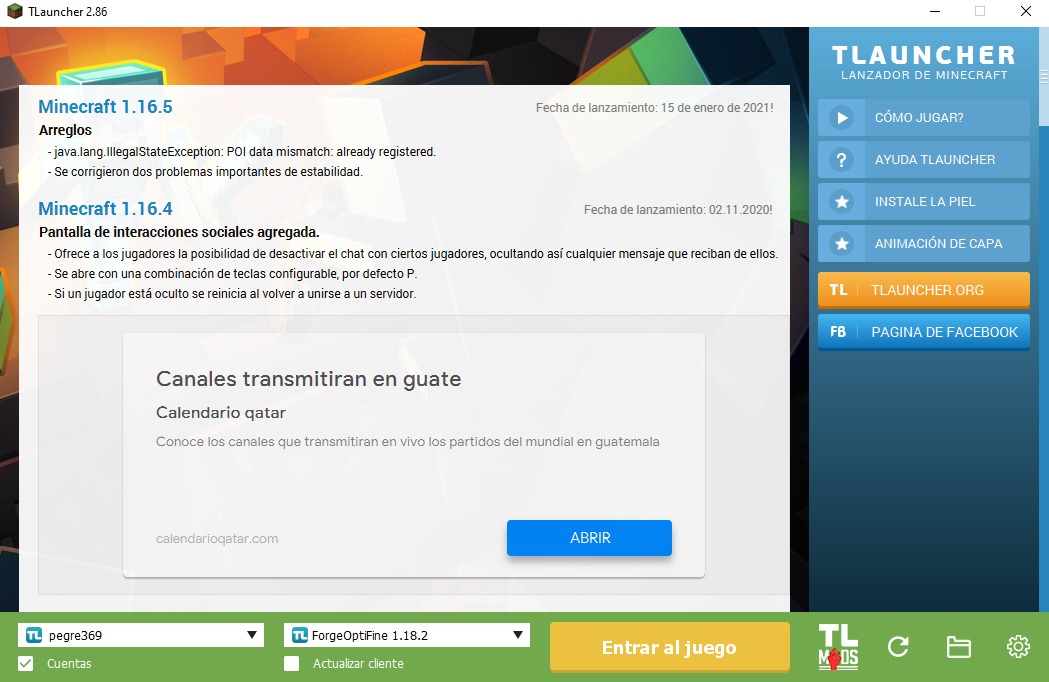 TLauncher 2.86
Minecraft 1.16.5
Fecha de lanzamiento: 15 de enero de 2021!
Arreglos
- java.lang.IllegalStateException: POI data mismatch: already registered.
- Se corrigieron dos problemas importantes de estabilidad.
Minecraft 1.16.4
Fecha de lanzamiento: 02.11.2020!
Pantalla de interacciones sociales agregada.
- Ofrece a los jugadores la posibilidad de desactivar el chat con ciertos jugadores, ocultando así cualquier mensaje que reciban de ellos.
- Se abre con una combinación de teclas configurable, por defecto P.
- Si un jugador está oculto se reinicia al volver a unirse a un servidor.
Canales transmitiran en guate
Calendario qatar
Conoce los canales que transmitiran en vivo los partidos del mundial en guatemala
calendarioqatar.com
ABRIR
TLAUNCHER
LANZADOR DE MINECRAFT
CÓMO JUGAR?
? AYUDA TLAUNCHER
INSTALE LA PIEL
ANIMACIÓN DE CAPA
TL TLAUNCHER.ORG
FB PAGINA DE FACEBOOK
TL pegre369
TL ForgeOptiFine 1.18.2
Entrar al juego
TL
MODS
Cuentas
Actualizar cliente